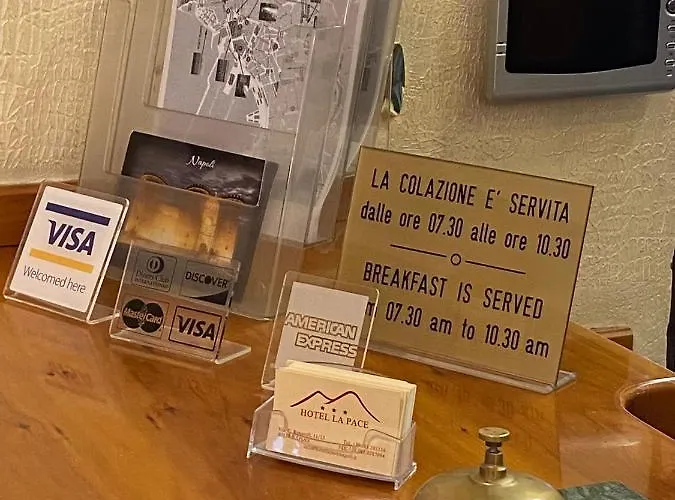 Napoli
LA COLAZIONE E' SERVITA
dalle ore 07.30 alle ore 10.30
BREAKFAST IS SERVED
07.30 am to 10.30 am
VISA
Welcomed here
Diners Club
INTERNATIONAL
DISCOVER
MasterCard
VISA
AMERICAN
EXPRESS
HOTEL LA PACE